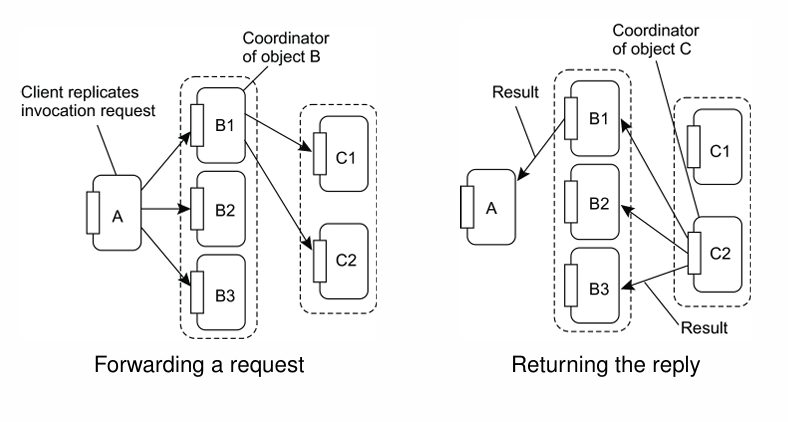 Coordinator
of object B
Client replicates
invocation request
A
B1
B2
B3
C1
C2
Forwarding a request
Coordinator
of object C
Result
A
B1
B2
B3
C1
C2
Result
Returning the reply